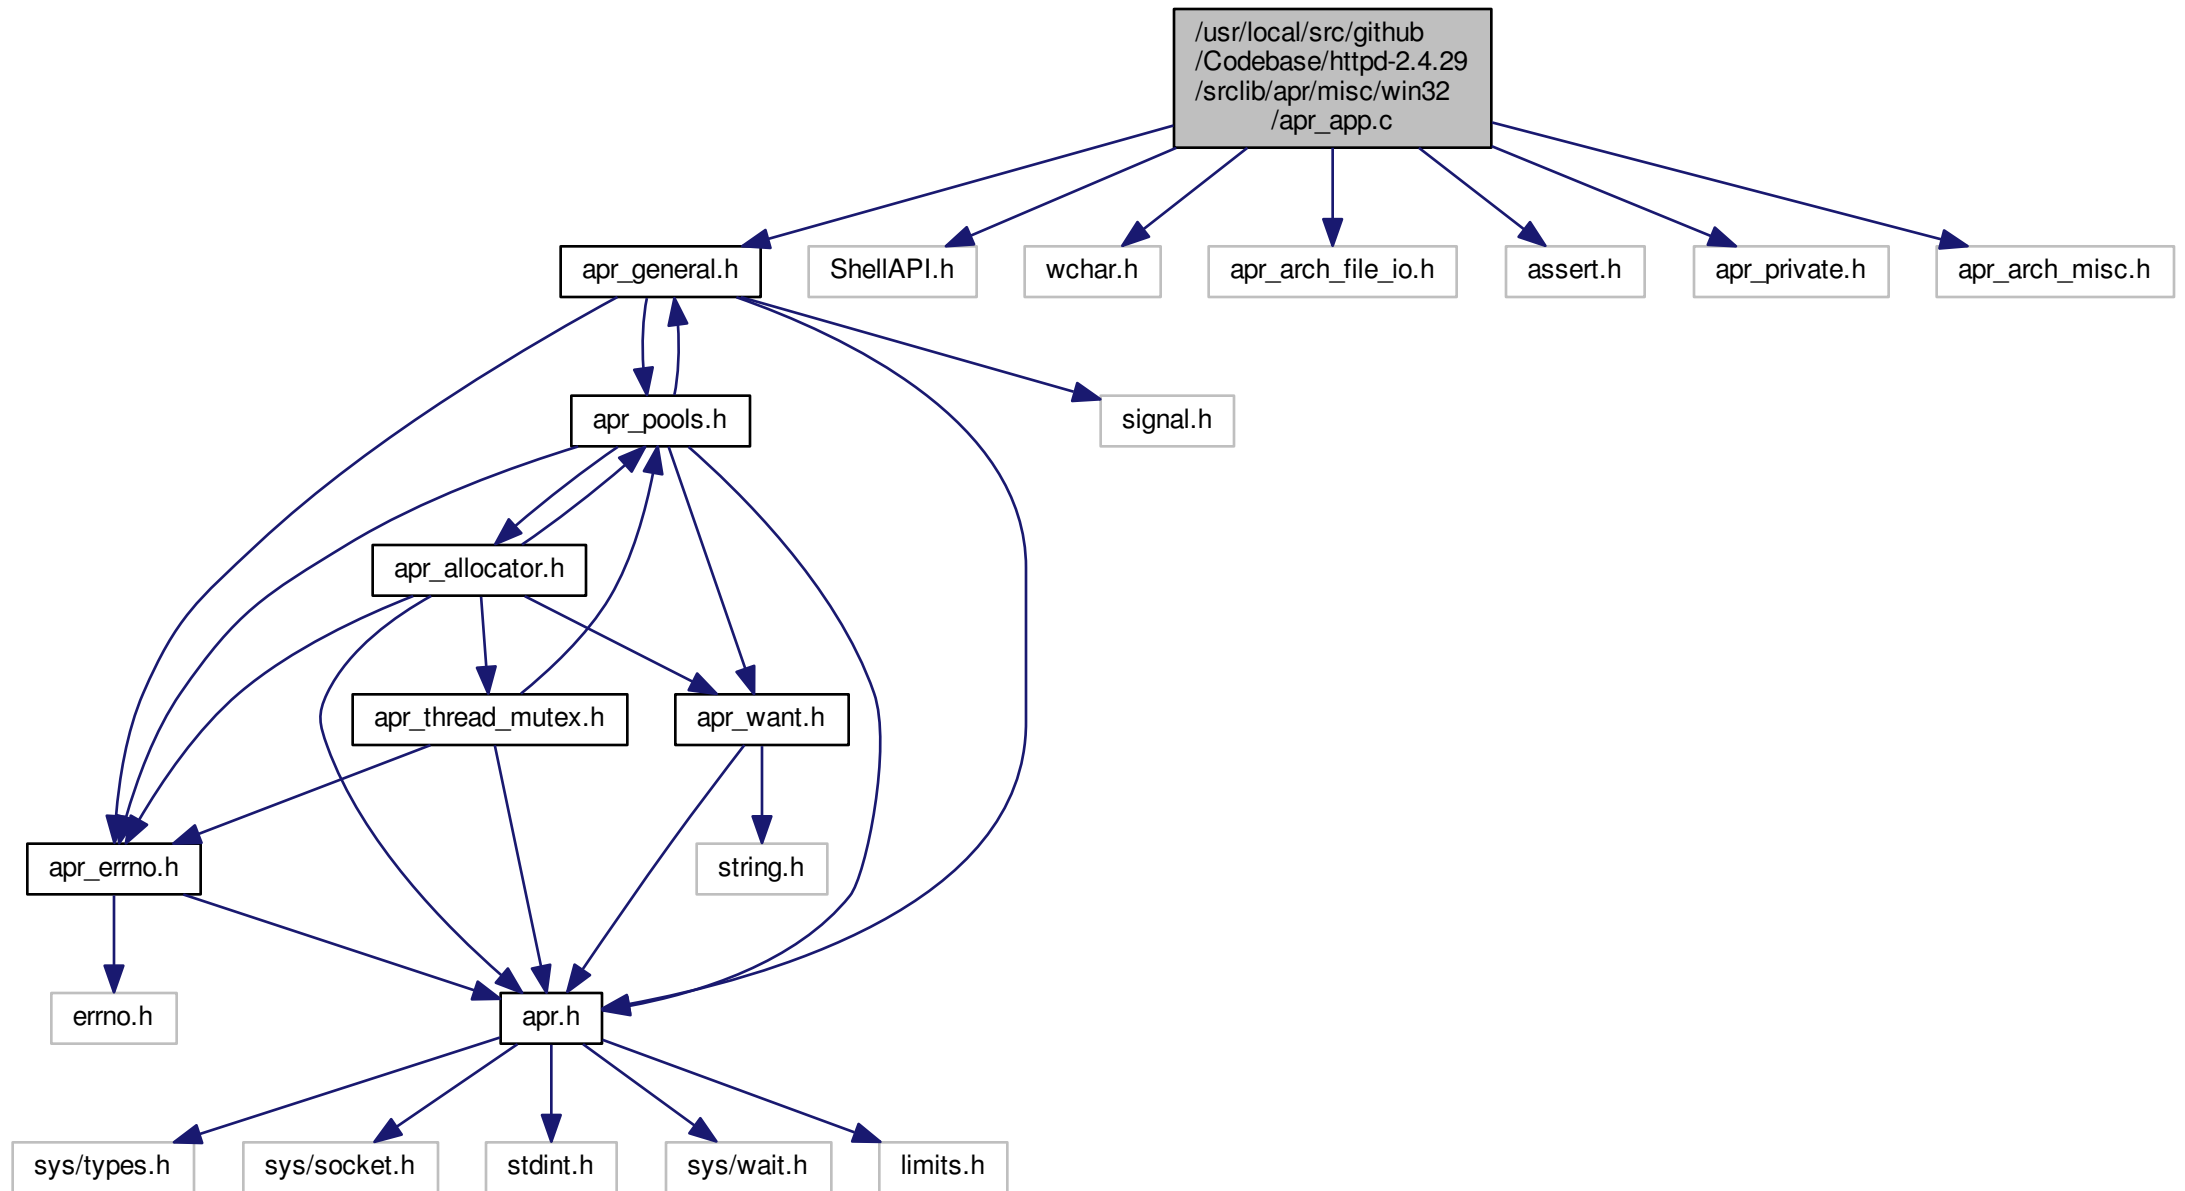 /usr/local/src/github
/Codebase/httpd-2.4.29
/srclib/apr/misc/win32
/apr_app.c
apr_general.h
ShellAPI.h
wchar.h
apr_arch_file_io.h
assert.h
apr_private.h
apr_arch_misc.h
apr_pools.h
signal.h
apr_allocator.h
apr_thread_mutex.h
apr_want.h
apr_errno.h
string.h
errno.h
apr.h
sys/types.h
sys/socket.h
stdint.h
sys/wait.h
limits.h